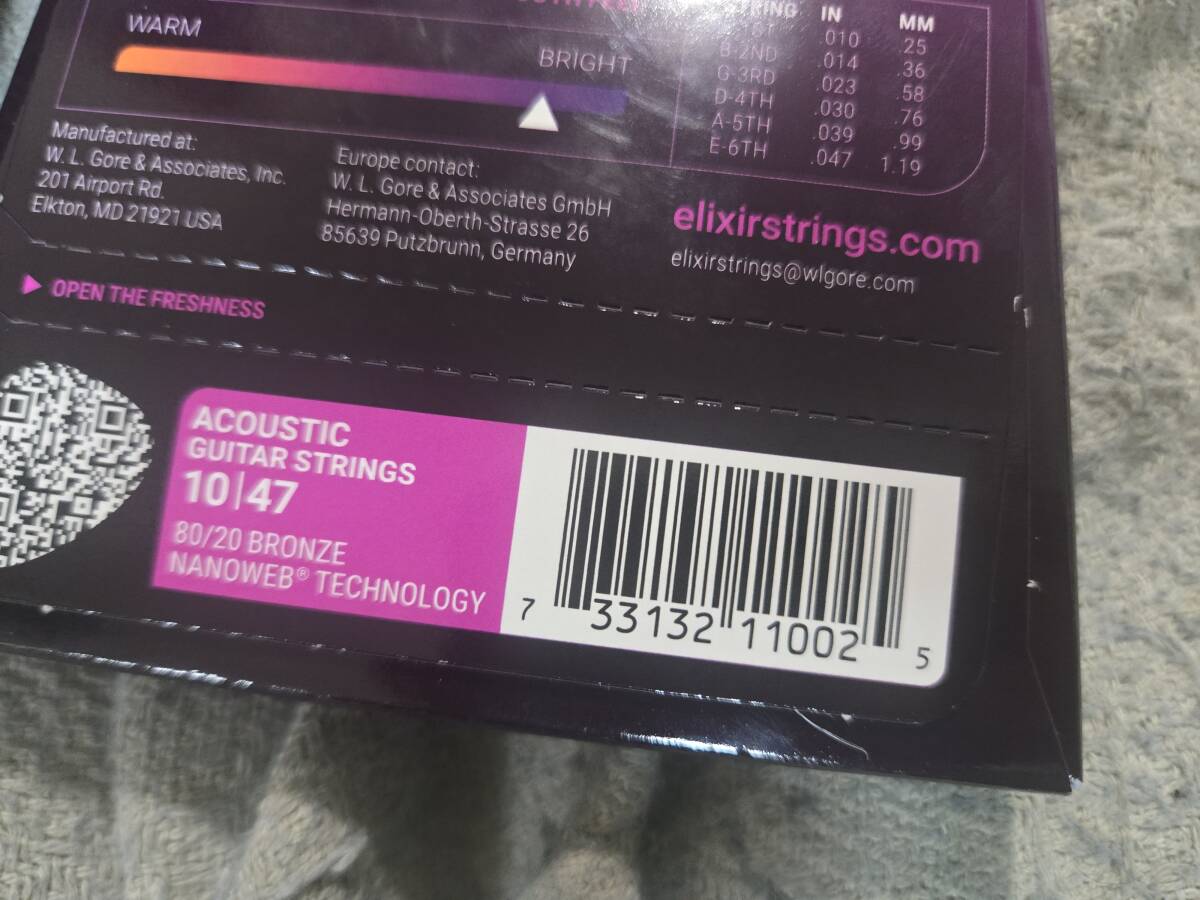 WARM
BRIGHT
IN MM
.010 25
B-2ND .014 .36
G-3RD .023 .58
D-4TH .030 .76
A-5TH .039 .99
E-6TH .047 1.19
Manufactured at:
W. L. Gore & Associates, Inc.
201 Airport Rd.
Elkton, MD 21921 USA
Europe contact:
W. L. Gore & Associates GmbH
Hermann-Oberth-Strasse 26
85639 Putzbrunn, Germany
elixirstrings.com
elixirstrings@wlgore.com
OPEN THE FRESHNESS
ACOUSTIC
GUITAR STRINGS
10|47
80/20 BRONZE
NANOWEB® TECHNOLOGY
7 33132 11002 5